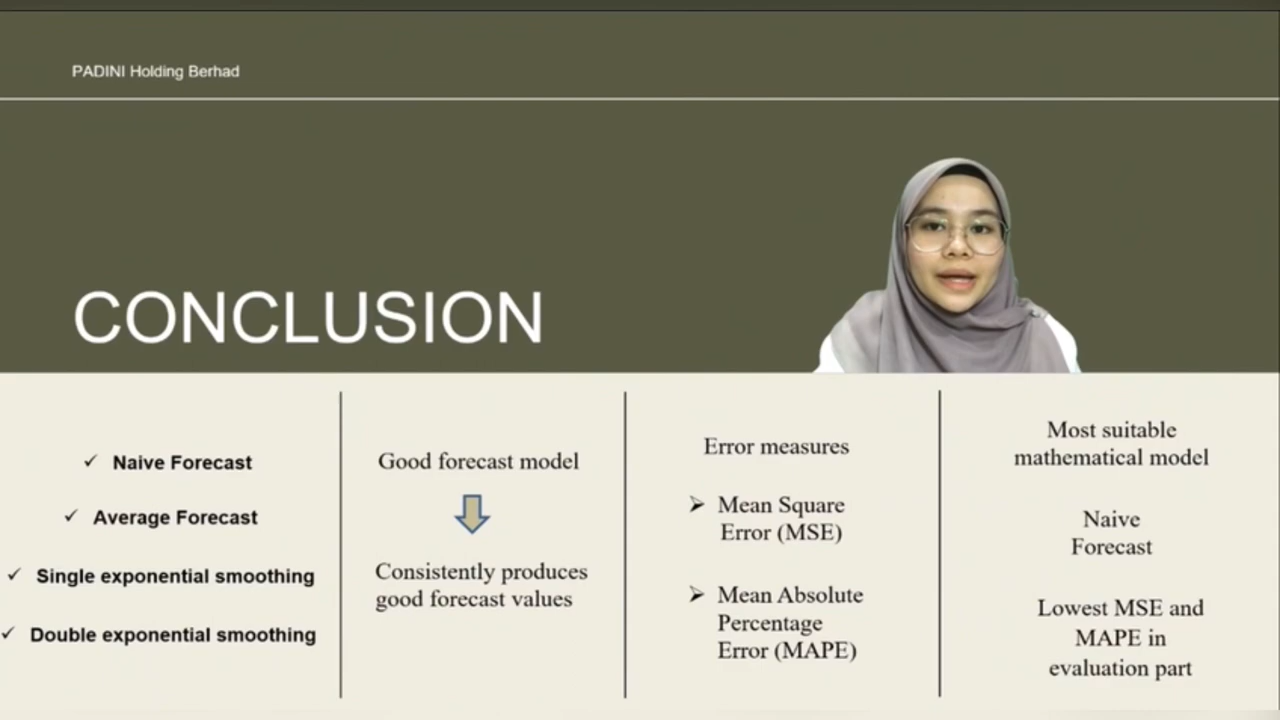 PADINI Holding Berhad
CONCLUSION
✓ Naive Forecast
✓ Average Forecast
✓ Single exponential smoothing
✓ Double exponential smoothing
Good forecast model
Consistently produces
good forecast values
Error measures
➢ Mean Square
Error (MSE)
➢ Mean Absolute
Percentage
Error (MAPE)
Most suitable
mathematical model
Naive
Forecast
Lowest MSE and
MAPE in
evaluation part